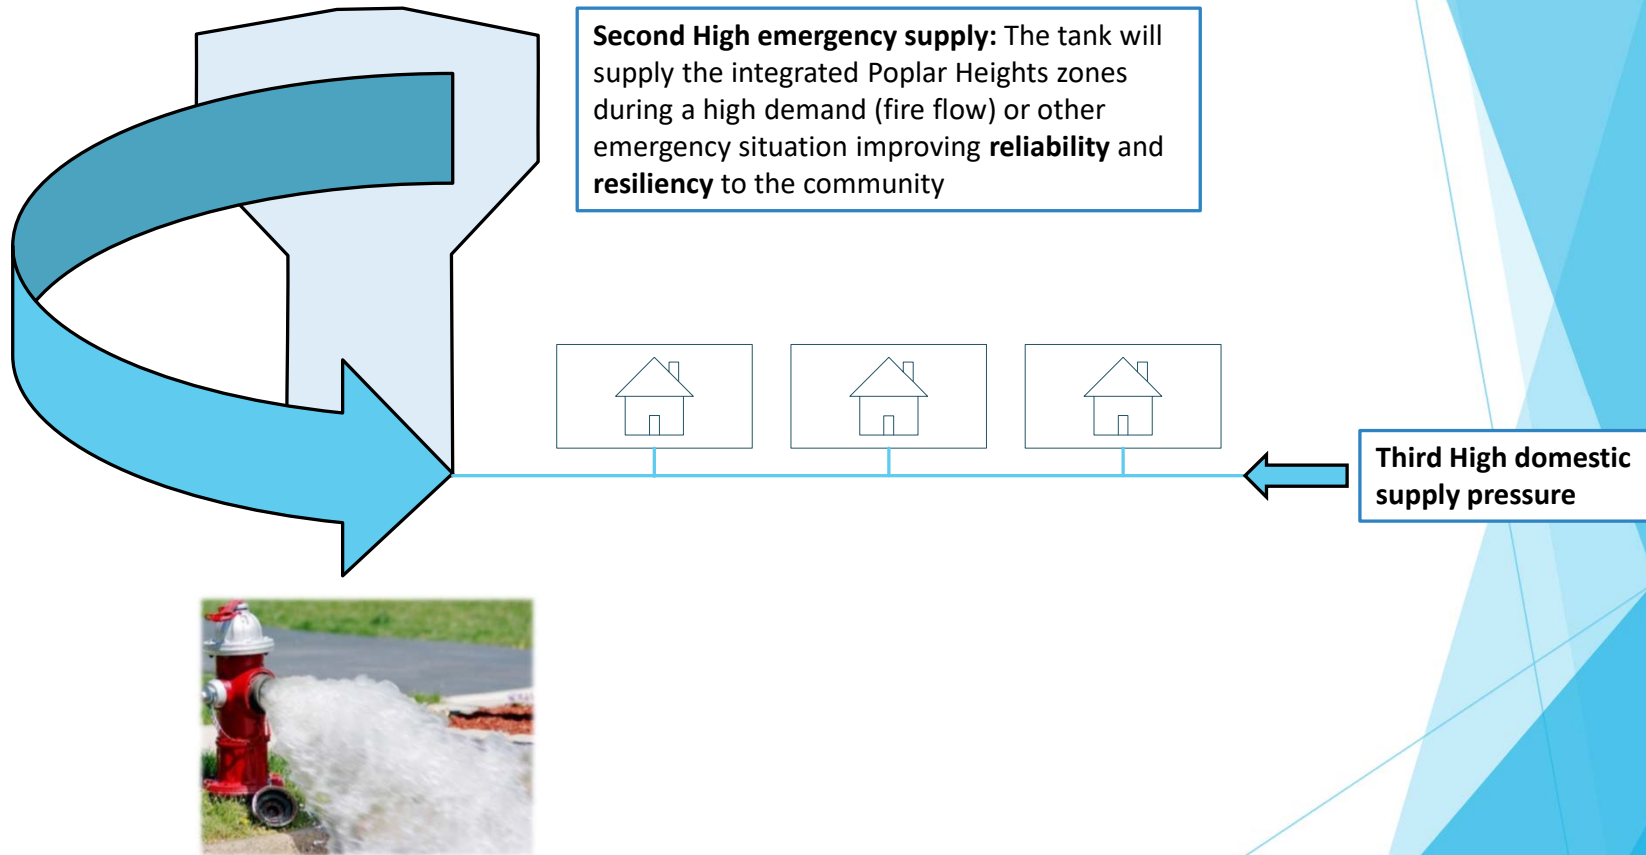 Second High emergency supply: The tank will
supply the integrated Poplar Heights zones
during a high demand (fire flow) or other
emergency situation improving reliability and
resiliency to the community
Third High domestic
supply pressure